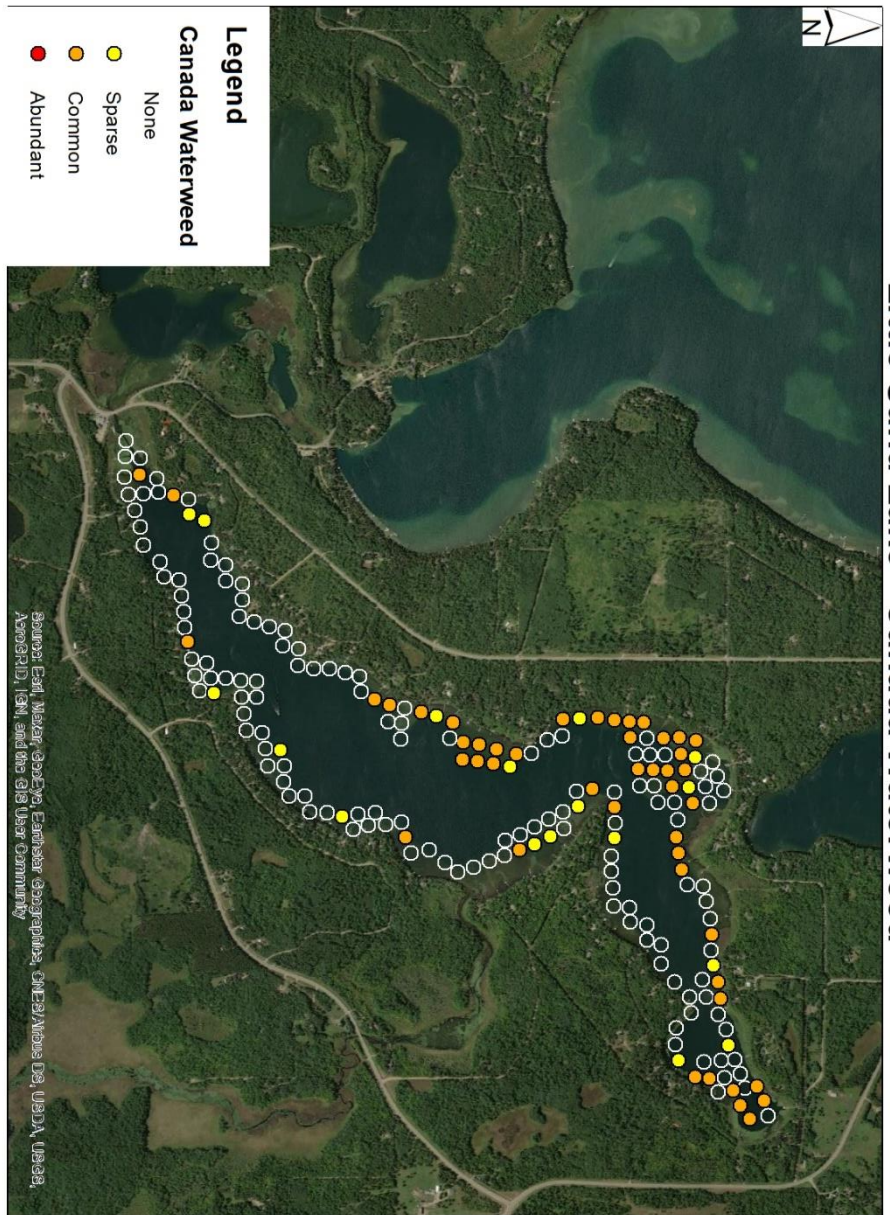 N
Legend
Canada Waterweed
None
Sparse
Common
Abundant
Source: Esri, Maxar, GeoEye, Earthstar Geographics, CNES/Airbus DS, USDA, USGS,
AeroGRID, IGN, and the GIS User Community